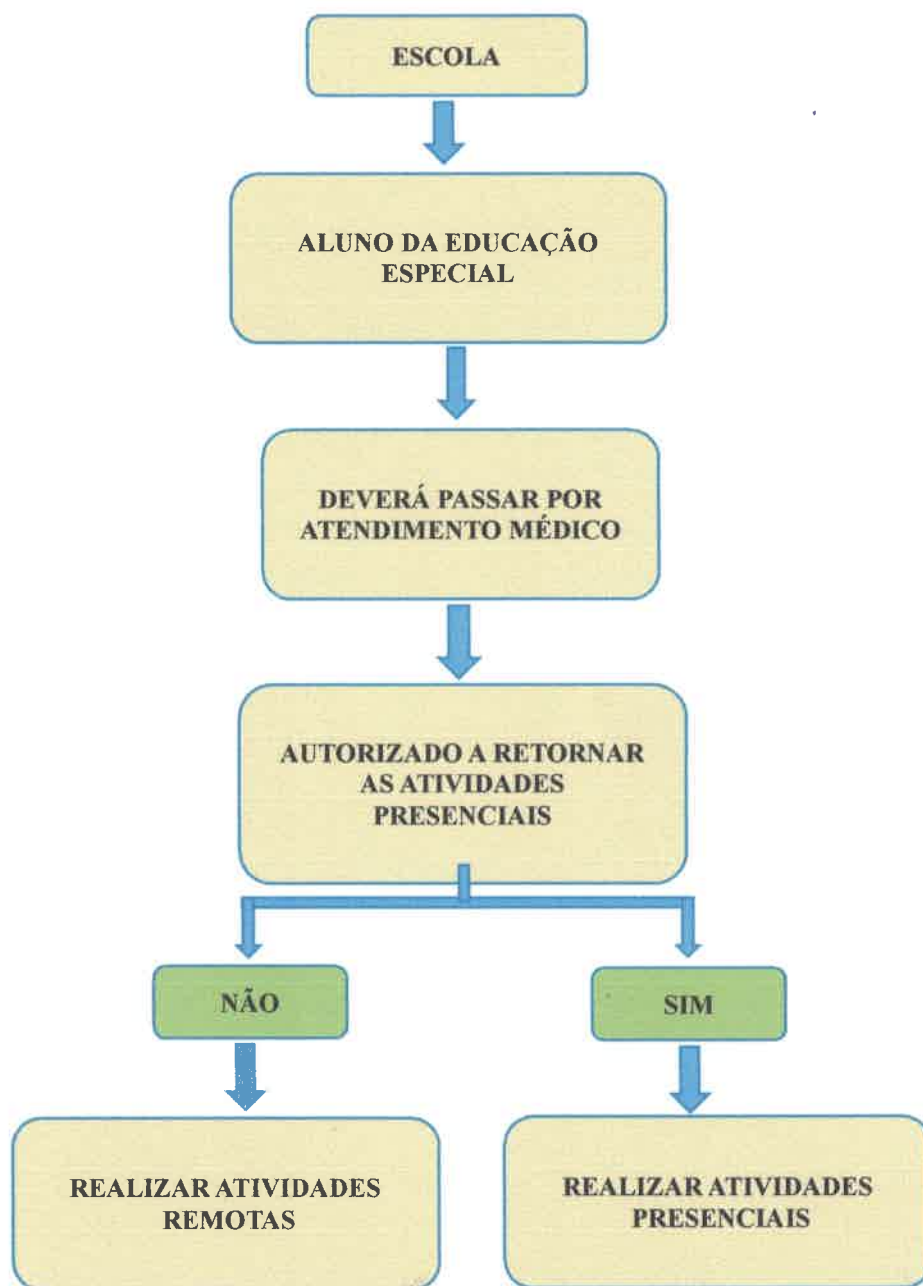 ESCOLA
ALUNO DA EDUCAÇÃO
ESPECIAL
DEVERÁ PASSAR POR
ATENDIMENTO MÉDICO
AUTORIZADO A RETORNAR
AS ATIVIDADES
PRESENCIAIS
NÃO
SIM
REALIZAR ATIVIDADES
REMOTAS
REALIZAR ATIVIDADES
PRESENCIAIS